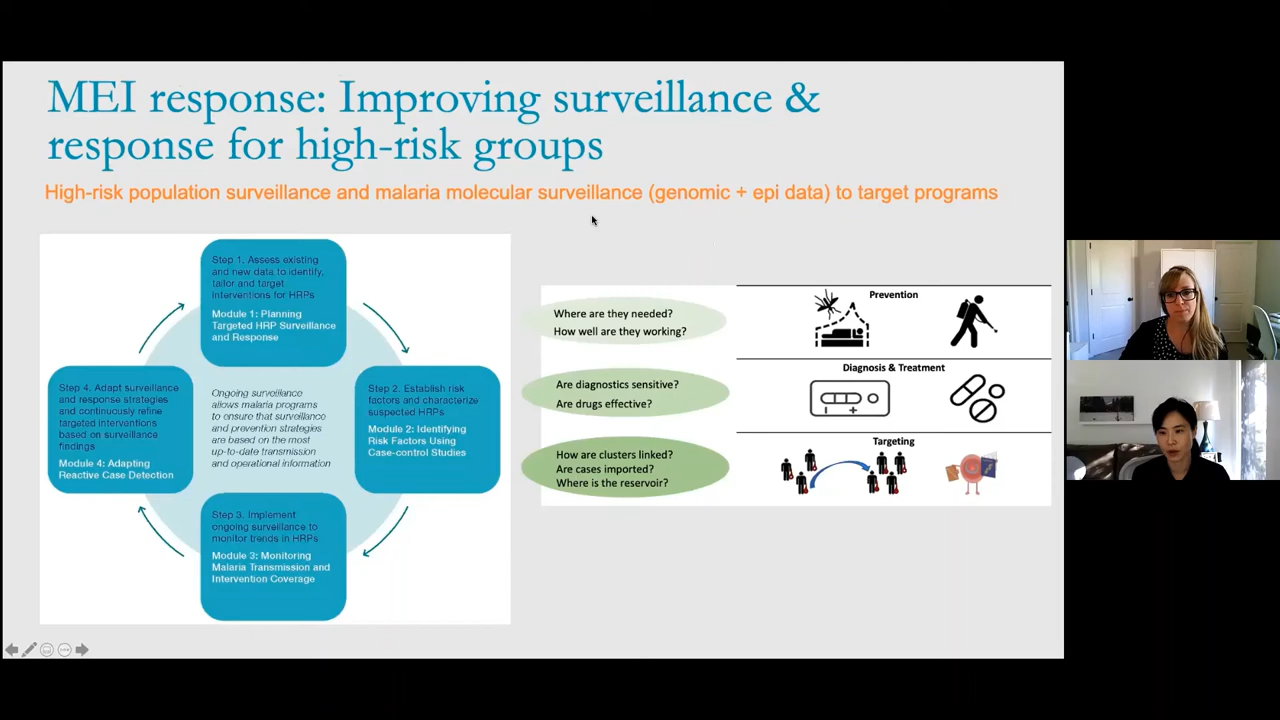 MEI response: Improving surveillance &
response for high-risk groups
High-risk population surveillance and malaria molecular surveillance (genomic + epi data) to target programs
Step 1. Assess existing
and new data to identify,
tailor and target
interventions for HRPs
Module 1: Planning
Targeted HRP Surveillance
and Response
Step 2. Establish risk
factors and characterize
suspected HRPs
Module 2: Identifying
Risk Factors Using
Case-control Studies
Step 3. Implement
ongoing surveillance to
monitor trends in HRPs
Module 3: Monitoring
Malaria Transmission and
Intervention Coverage
Step 4. Adapt surveillance
and response strategies
and continuously refine
targeted interventions
based on surveillance
findings
Module 4: Adapting
Reactive Case Detection
Ongoing surveillance
allows malaria programs
to ensure that surveillance
and prevention strategies
are based on the most
up-to-date transmission
and operational information
Where are they needed?
How well are they working?
Prevention
Are diagnostics sensitive?
Are drugs effective?
Diagnosis & Treatment
How are clusters linked?
Are cases imported?
Where is the reservoir?
Targeting